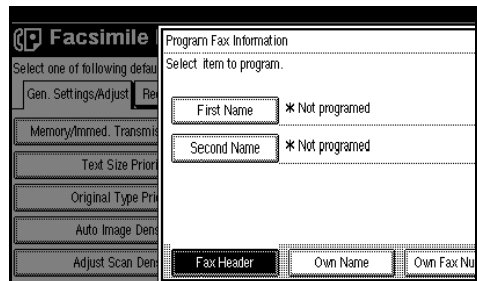 Facsimile
Program Fax Information
Select one of following defau
Select item to program.
Gen. Settings/Adjust Re
First Name * Not programed
Memory/Immed. Transmis
Second Name * Not programed
Text Size Priori
Original Type Pri
Auto Image Dens
Adjust Scan Den
Fax Header Own Name Own Fax Nu